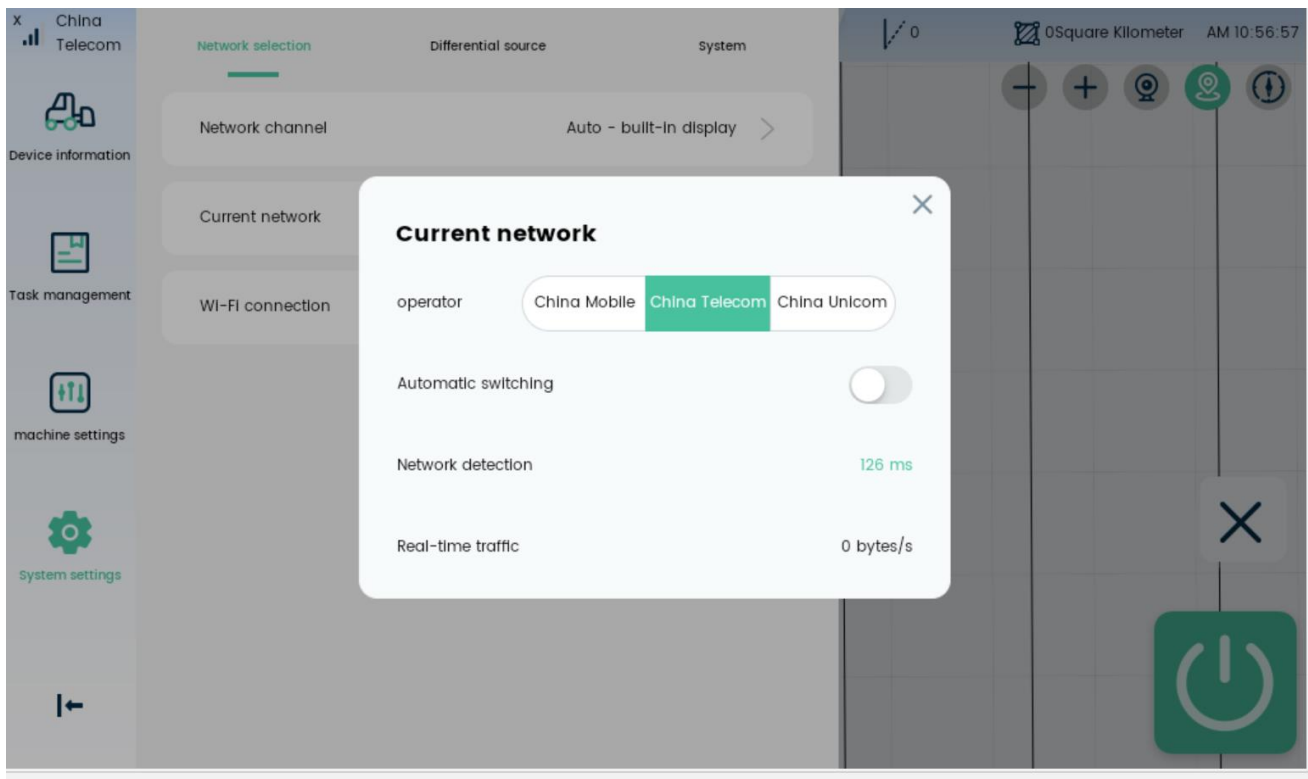 x China
Telecom
Network selection
Differential source
System
0
0Square Kilometer
AM 10:56:57
Device information
Network channel
Auto - built-in display
Current network
Current network
operator
China Mobile
China Telecom
China Unicom
Task management
Wi-Fi connection
Automatic switching
machine settings
Network detection
126 ms
Real-time traffic
0 bytes/s
System settings